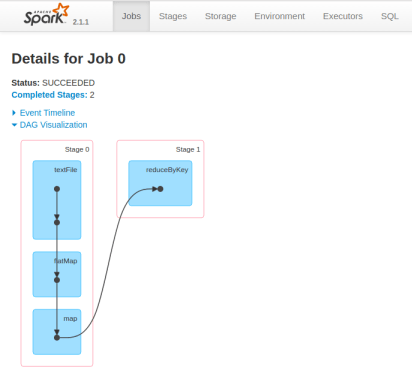 APACHE
Spark 2.1.1 Jobs Stages Storage Environment Executors SQL
Details for Job 0
Status: SUCCEEDED
Completed Stages: 2
Event Timeline
DAG Visualization
Stage 0
textFile
flatMap
map
Stage 1
reduceByKey